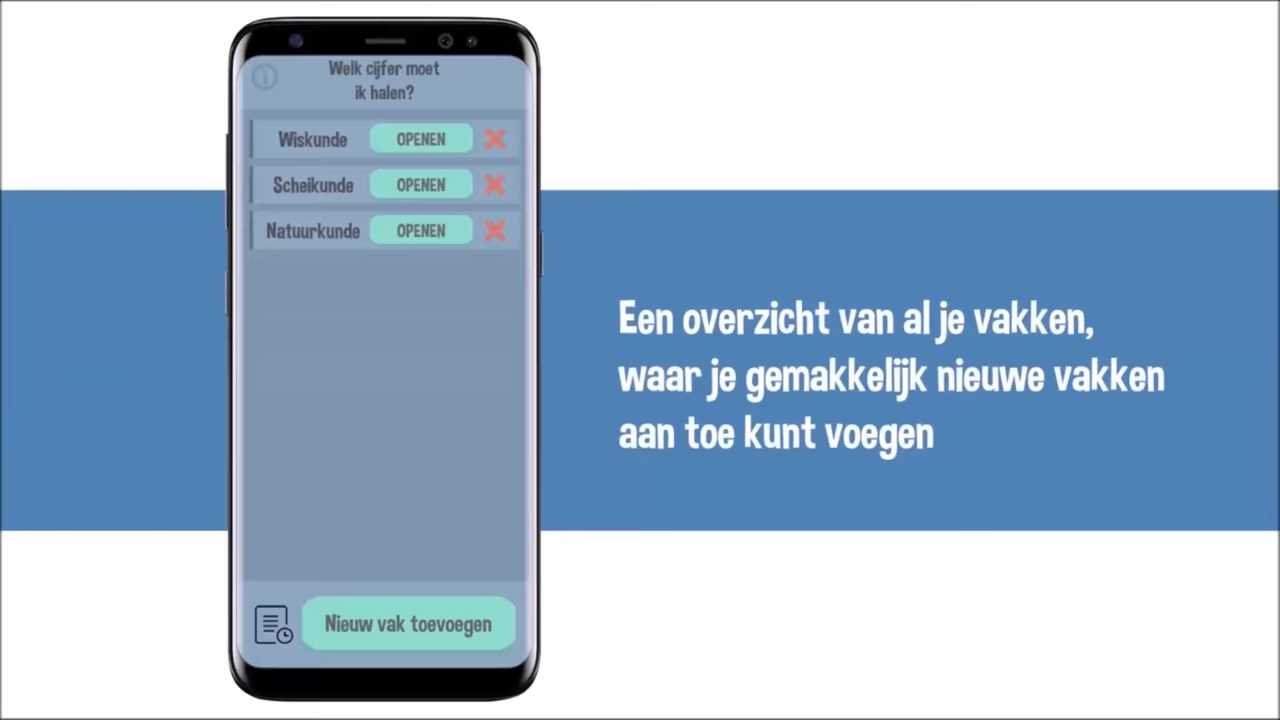 Welk cijfer moet
ik halen?
Wiskunde OPENEN
Scheikunde OPENEN
Natuurkunde OPENEN
Nieuw vak toevoegen
Een overzicht van al je vakken,
waar je gemakkelijk nieuwe vakken
aan toe kunt voegen